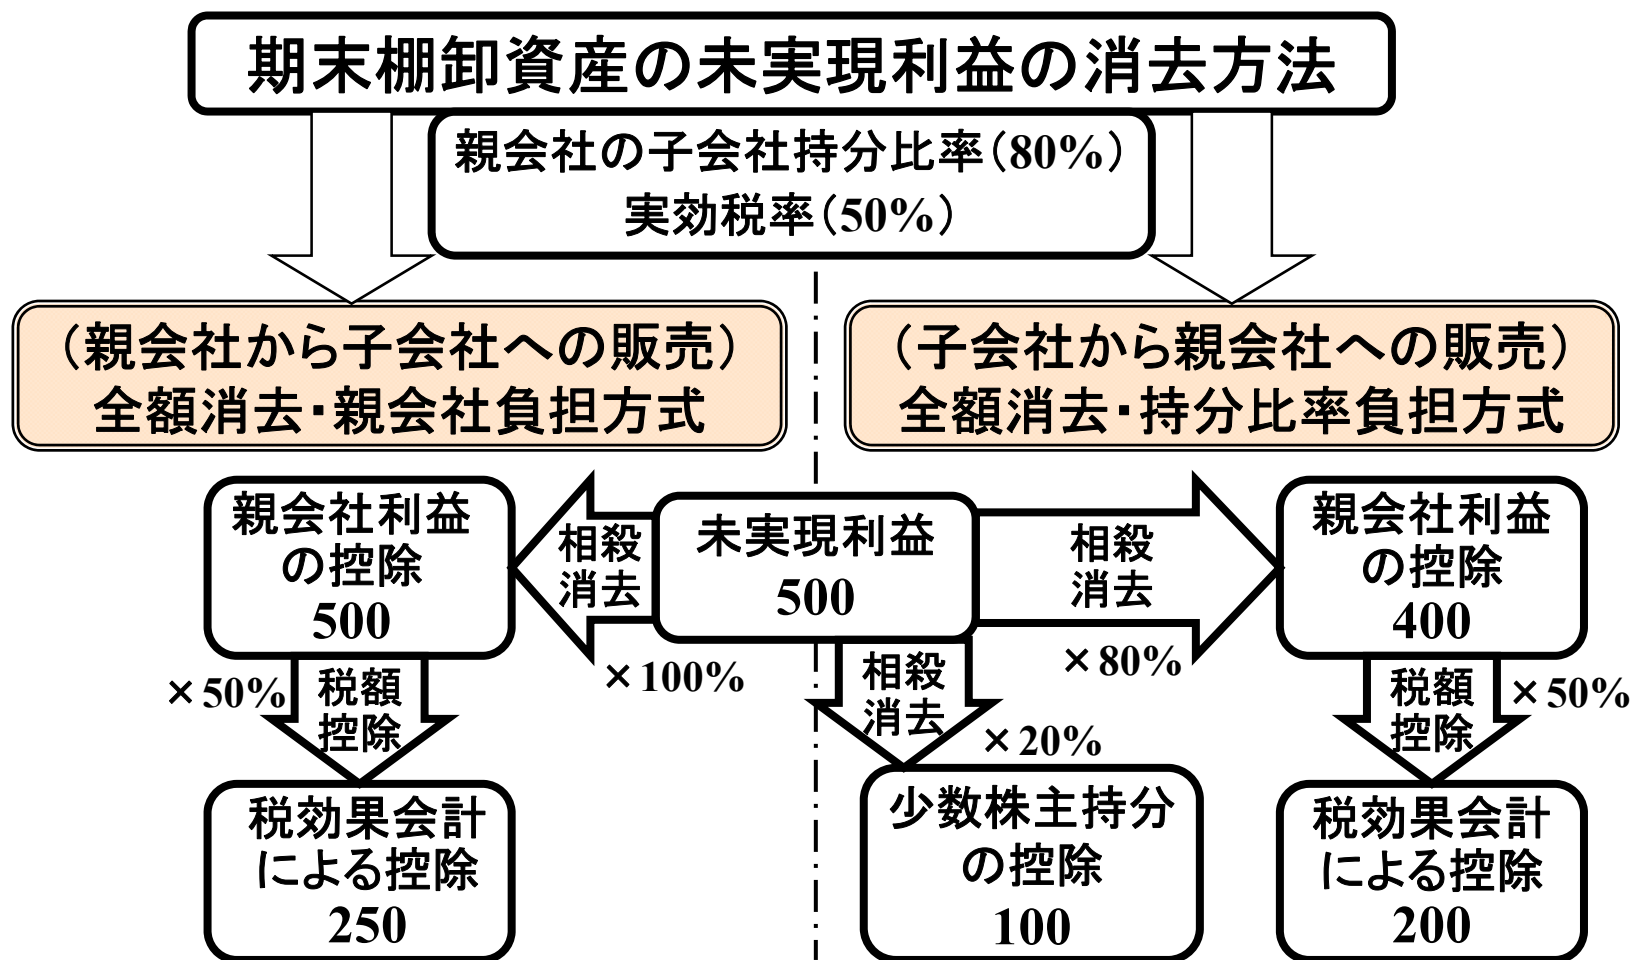 期末棚卸資産の未実現利益の消去方法
親会社の子会社持分比率（80%）
実効税率（50%）
（親会社から子会社への販売）
全額消去・親会社負担方式
（子会社から親会社への販売）
全額消去・持分比率負担方式
親会社利益
の控除
500
相殺
消去
未実現利益
500
相殺
消去
親会社利益
の控除
400
×50%
税額
控除
×100%
相殺
消去
×80%
×20%
税額
控除
×50%
税効果会計
による控除
250
少数株主持分
の控除
100
税効果会計
による控除
200